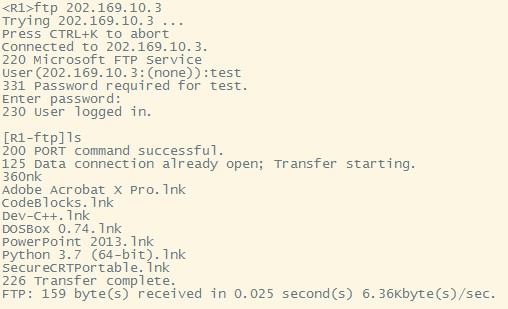 <R1>ftp 202.169.10.3
Trying 202.169.10.3 ...
Press CTRL+K to abort
Connected to 202.169.10.3.
220 Microsoft FTP Service
User(202.169.10.3:(none)):test
331 Password required for test.
Enter password:
230 User logged in.
[R1-ftp]ls
200 PORT command successful.
125 Data connection already open; Transfer starting.
360nk
Adobe Acrobat X Pro.lnk
CodeBlocks.lnk
Dev-C++.lnk
DOSBox 0.74.lnk
PowerPoint 2013.lnk
Python 3.7 (64-bit).lnk
SecureCRTPortable.lnk
226 Transfer complete.
FTP: 159 byte(s) received in 0.025 second(s) 6.36Kbyte(s)/sec.